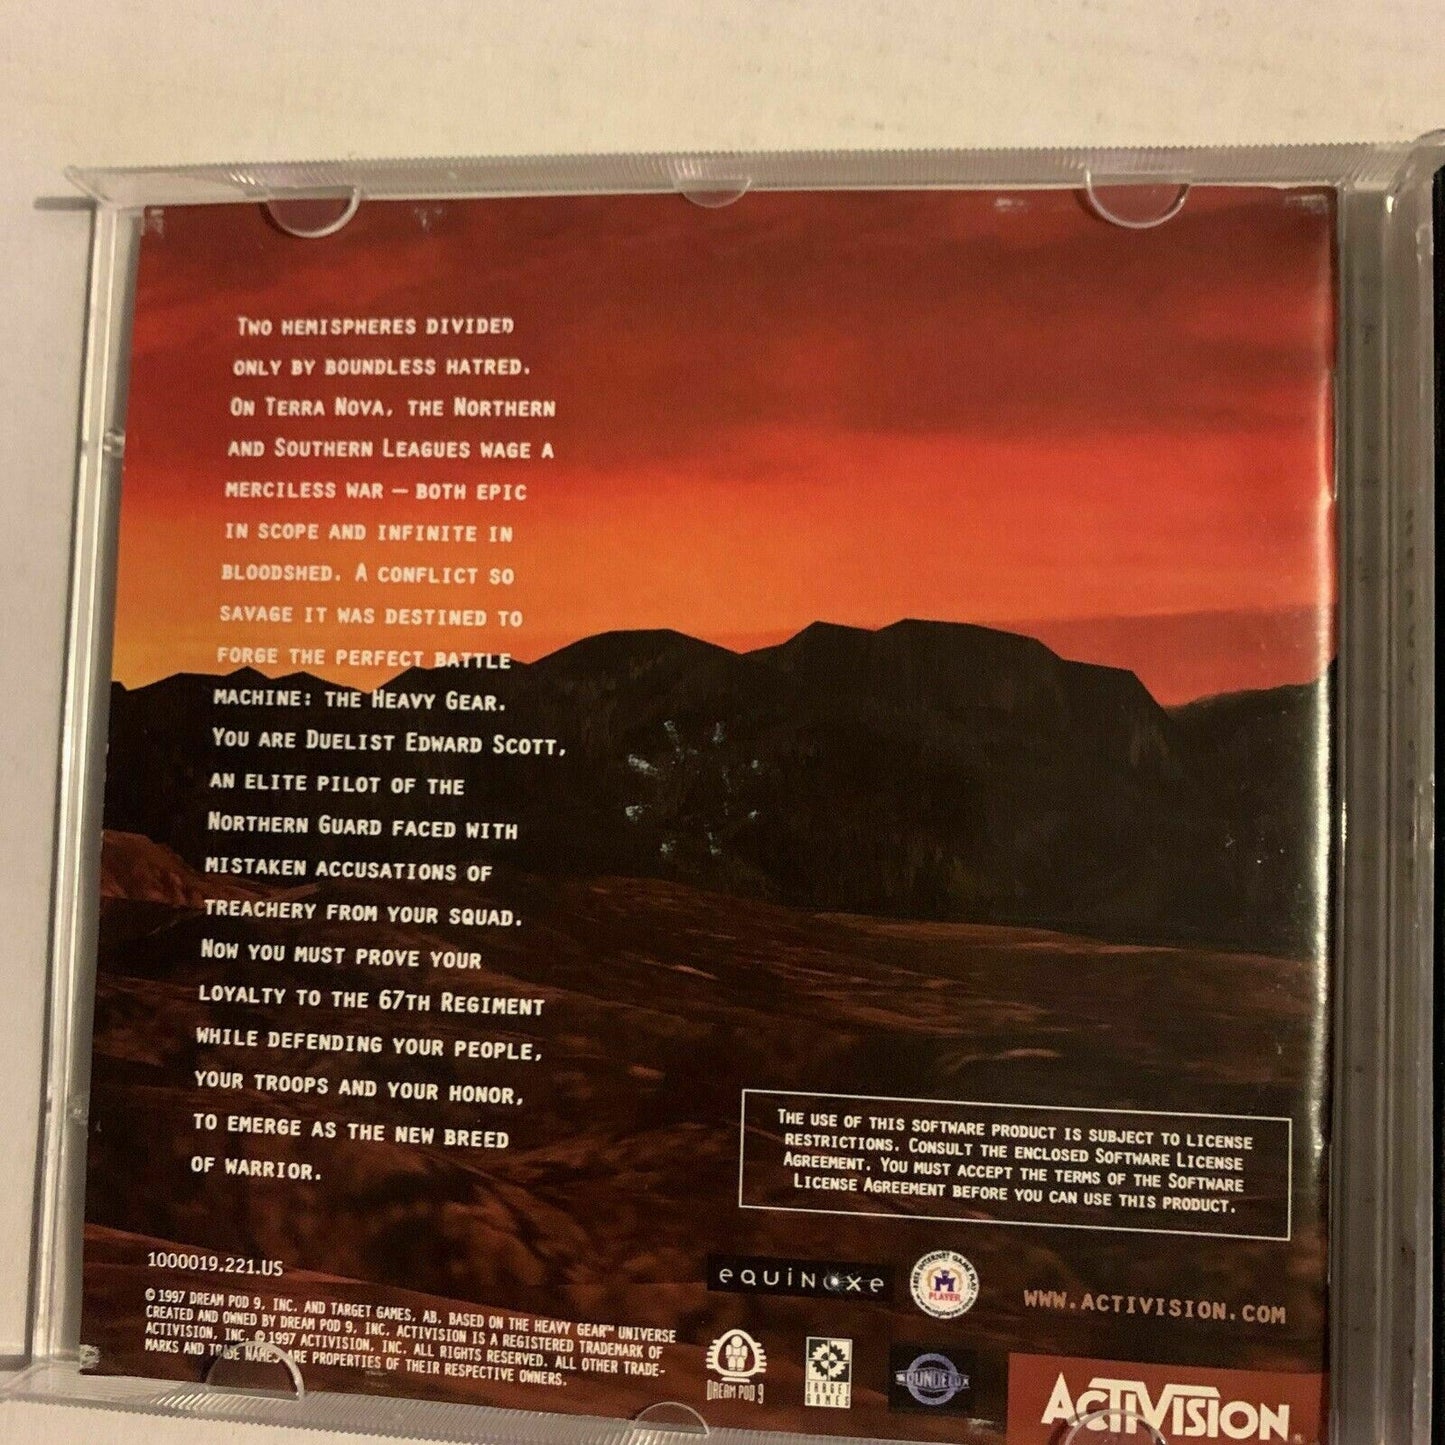 Two hemispheres divided
only by boundless hatred.
On Terra Nova, the Northern
and Southern Leagues wage a
merciless war – both epic
in scope and infinite in
bloodshed. A conflict so
savage it was destined to
forge the perfect battle
machine: the Heavy Gear.
You are Duelist Edward Scott,
an elite pilot of the
Northern Guard faced with
mistaken accusations of
treachery from your squad.
Now you must prove your
loyalty to the 67th Regiment
while defending your people,
your troops and your honor,
to emerge as the new breed
of warrior.
The use of this software product is subject to license
restrictions. Consult the enclosed Software License
Agreement. You must accept the terms of the Software
License Agreement before you can use this product.
1000019.221.US
© 1997 DREAM POD 9, INC. AND TARGET GAMES, AB. BASED ON THE HEAVY GEAR™ UNIVERSE
CREATED AND OWNED BY DREAM POD 9, INC. ACTIVISION IS A REGISTERED TRADEMARK OF
ACTIVISION, INC. © 1997 ACTIVISION, INC. ALL RIGHTS RESERVED. ALL OTHER TRADE-
MARKS AND TRADE NAMES ARE PROPERTIES OF THEIR RESPECTIVE OWNERS.
equinoxe
PLAYER
WWW.ACTIVISION.COM
DREAM POD 9
TARGET
GAMES
SOUNDELUX
ACTIVISION